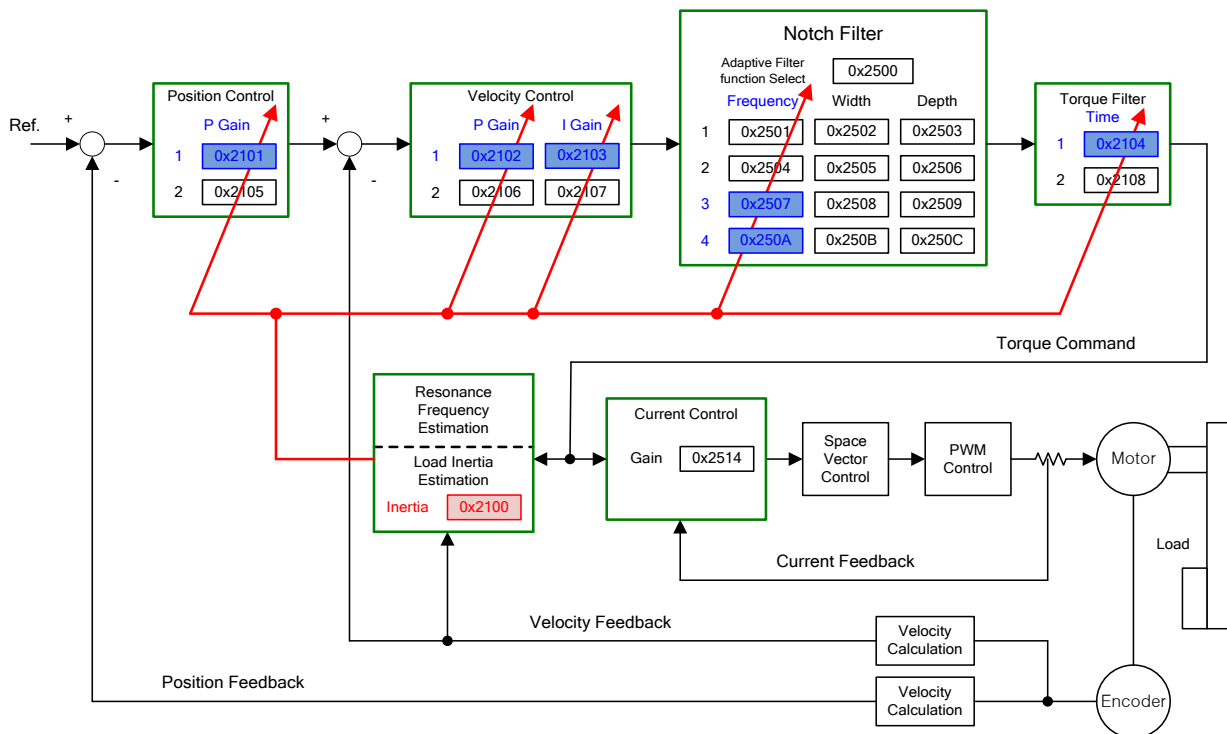 Notch Filter
Adaptive Filter
function Select
0x2500
Frequency Width Depth
1 0x2501 0x2502 0x2503
2 0x2504 0x2505 0x2506
3 0x2507 0x2508 0x2509
4 0x250A 0x250B 0x250C
Ref.
+
-
Position Control
P Gain
1 0x2101
2 0x2105
+
-
Velocity Control
P Gain I Gain
1 0x2102 0x2103
2 0x2106 0x2107
Torque Filter
Time
1 0x2104
2 0x2108
Torque Command
Resonance
Frequency
Estimation
Load Inertia
Estimation
Inertia 0x2100
Current Control
Gain 0x2514
Space
Vector
Control
PWM
Control
Motor
Load
Current Feedback
Velocity Feedback
Velocity
Calculation
Position Feedback
Velocity
Calculation
Encoder